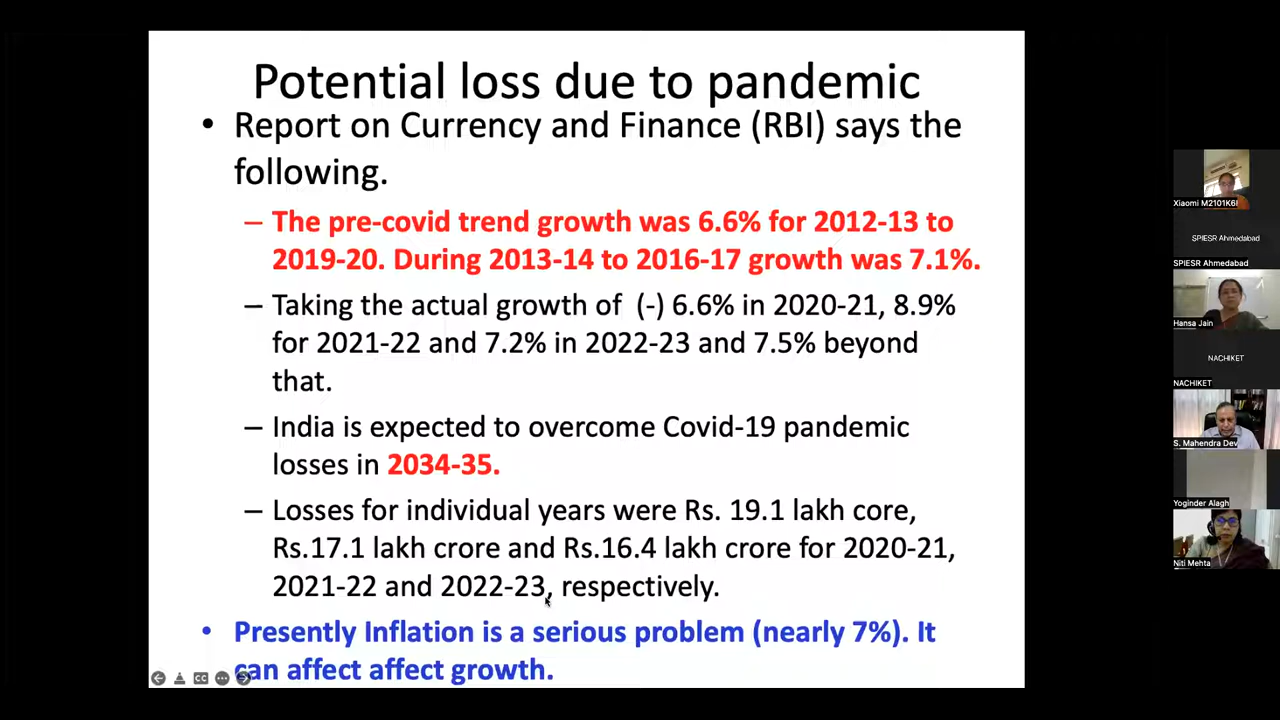 Potential loss due to pandemic
• Report on Currency and Finance (RBI) says the
following.
– The pre-covid trend growth was 6.6% for 2012-13 to
2019-20. During 2013-14 to 2016-17 growth was 7.1%.
– Taking the actual growth of (-) 6.6% in 2020-21, 8.9%
for 2021-22 and 7.2% in 2022-23 and 7.5% beyond
that.
– India is expected to overcome Covid-19 pandemic
losses in 2034-35.
– Losses for individual years were Rs. 19.1 lakh core,
Rs.17.1 lakh crore and Rs.16.4 lakh crore for 2020-21,
2021-22 and 2022-23, respectively.
• Presently Inflation is a serious problem (nearly 7%). It
can affect affect growth.
CC
Xiaomi M2101K6P
SPIESR Ahmedabad
SPIESR Ahmedabad
Hansa Jain
NACHIKET
NACHIKET
S. Mahendra Dev
Yoginder Alagh
Niti Mehta